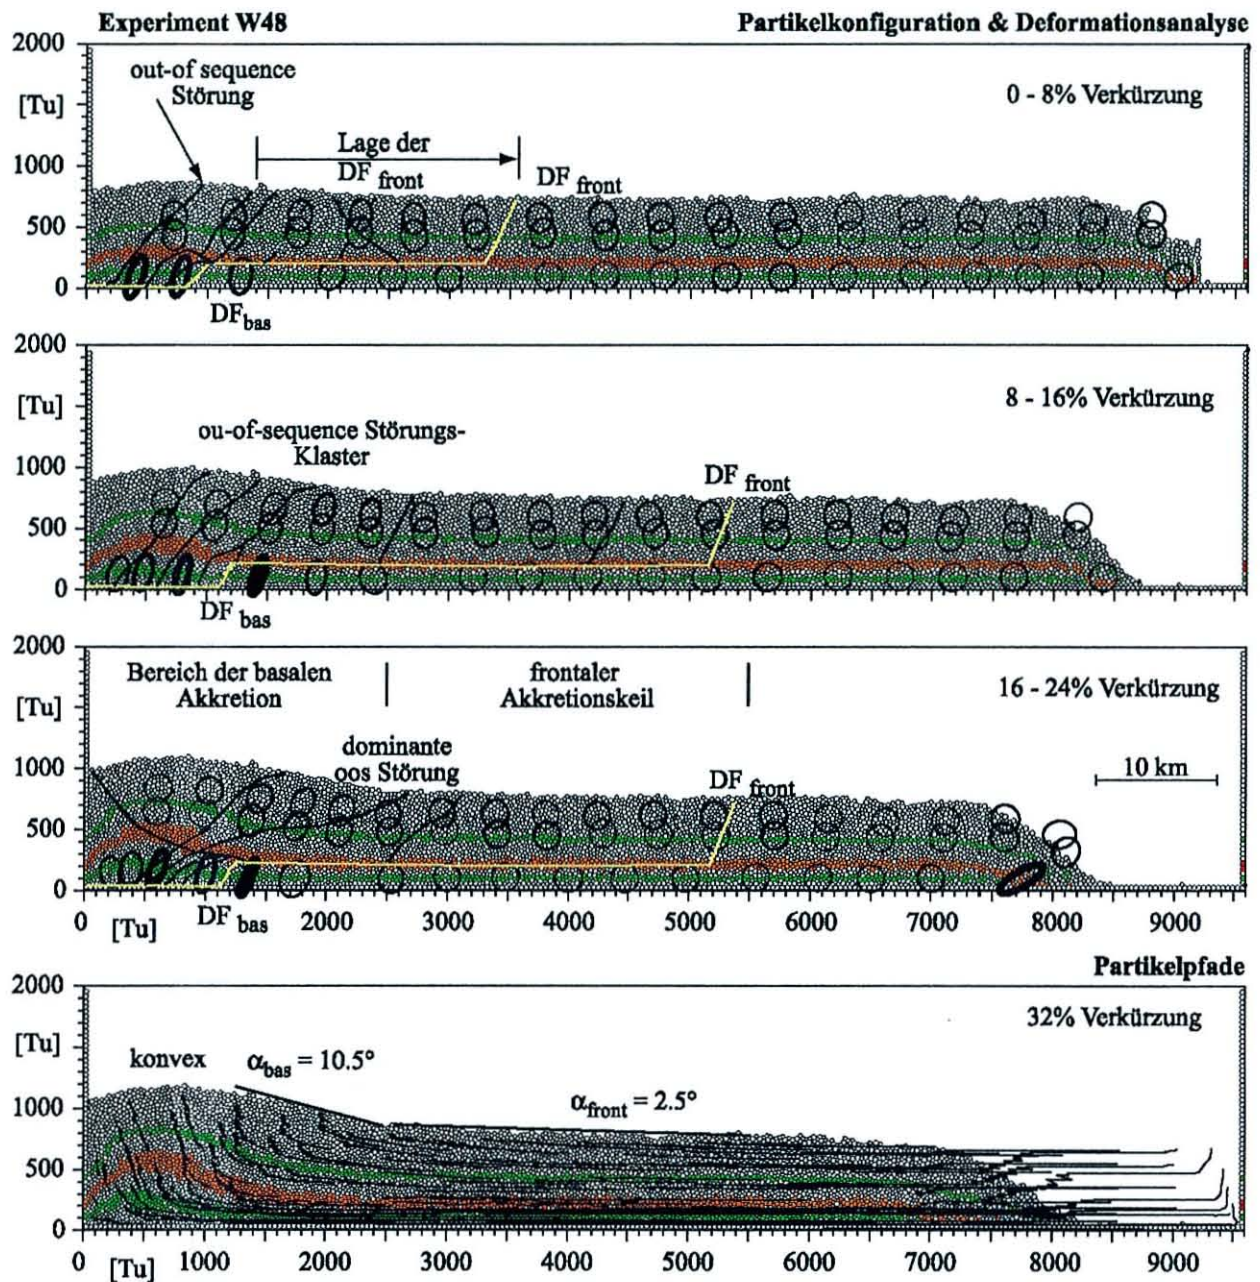 Experiment W48
Partikelkonfiguration & Deformationsanalyse
2000
out-of sequence
Störung
0 - 8% Verkürzung
[Tu]
Lage der
DF front
DF front
1000
500
0
DF bas
2000
8 - 16% Verkürzung
[Tu]
ou-of-sequence Störungs-
Klaster
1000
DF front
500
0
DF bas
2000
Bereich der basalen
Akkretion
frontaler
Akkretionskeil
16 - 24% Verkürzung
[Tu]
dominante
oos Störung
1000
DF front
10 km
500
0
DF bas
0 [Tu] 2000 3000 4000 5000 6000 7000 8000 9000
Partikelpfade
2000
32% Verkürzung
[Tu]
konvex
αbas = 10.5°
αfront = 2.5°
1000
500
0
0 1000 2000 3000 4000 5000 6000 7000 8000 9000
[Tu]